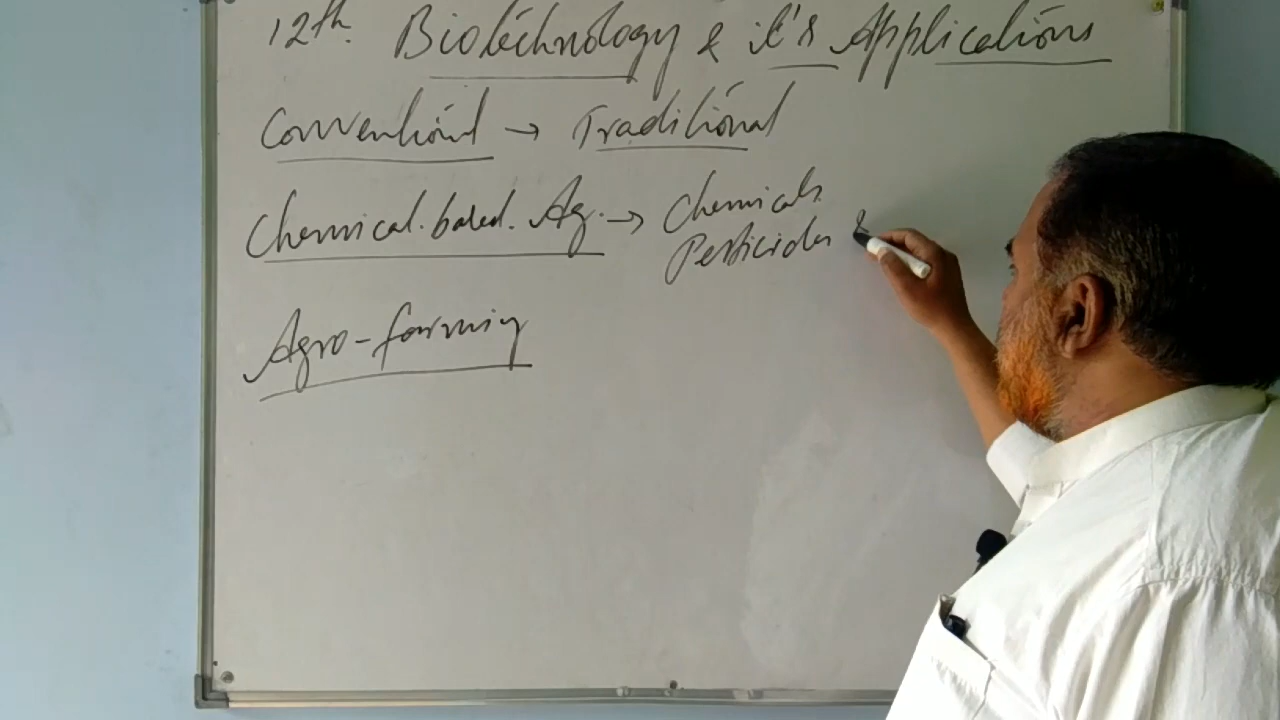 12th. Biotechnology & it's Applications
Conventional → Traditional
Chemical.based. Ag. → Chemicals
Pesticides &
Agro-farming